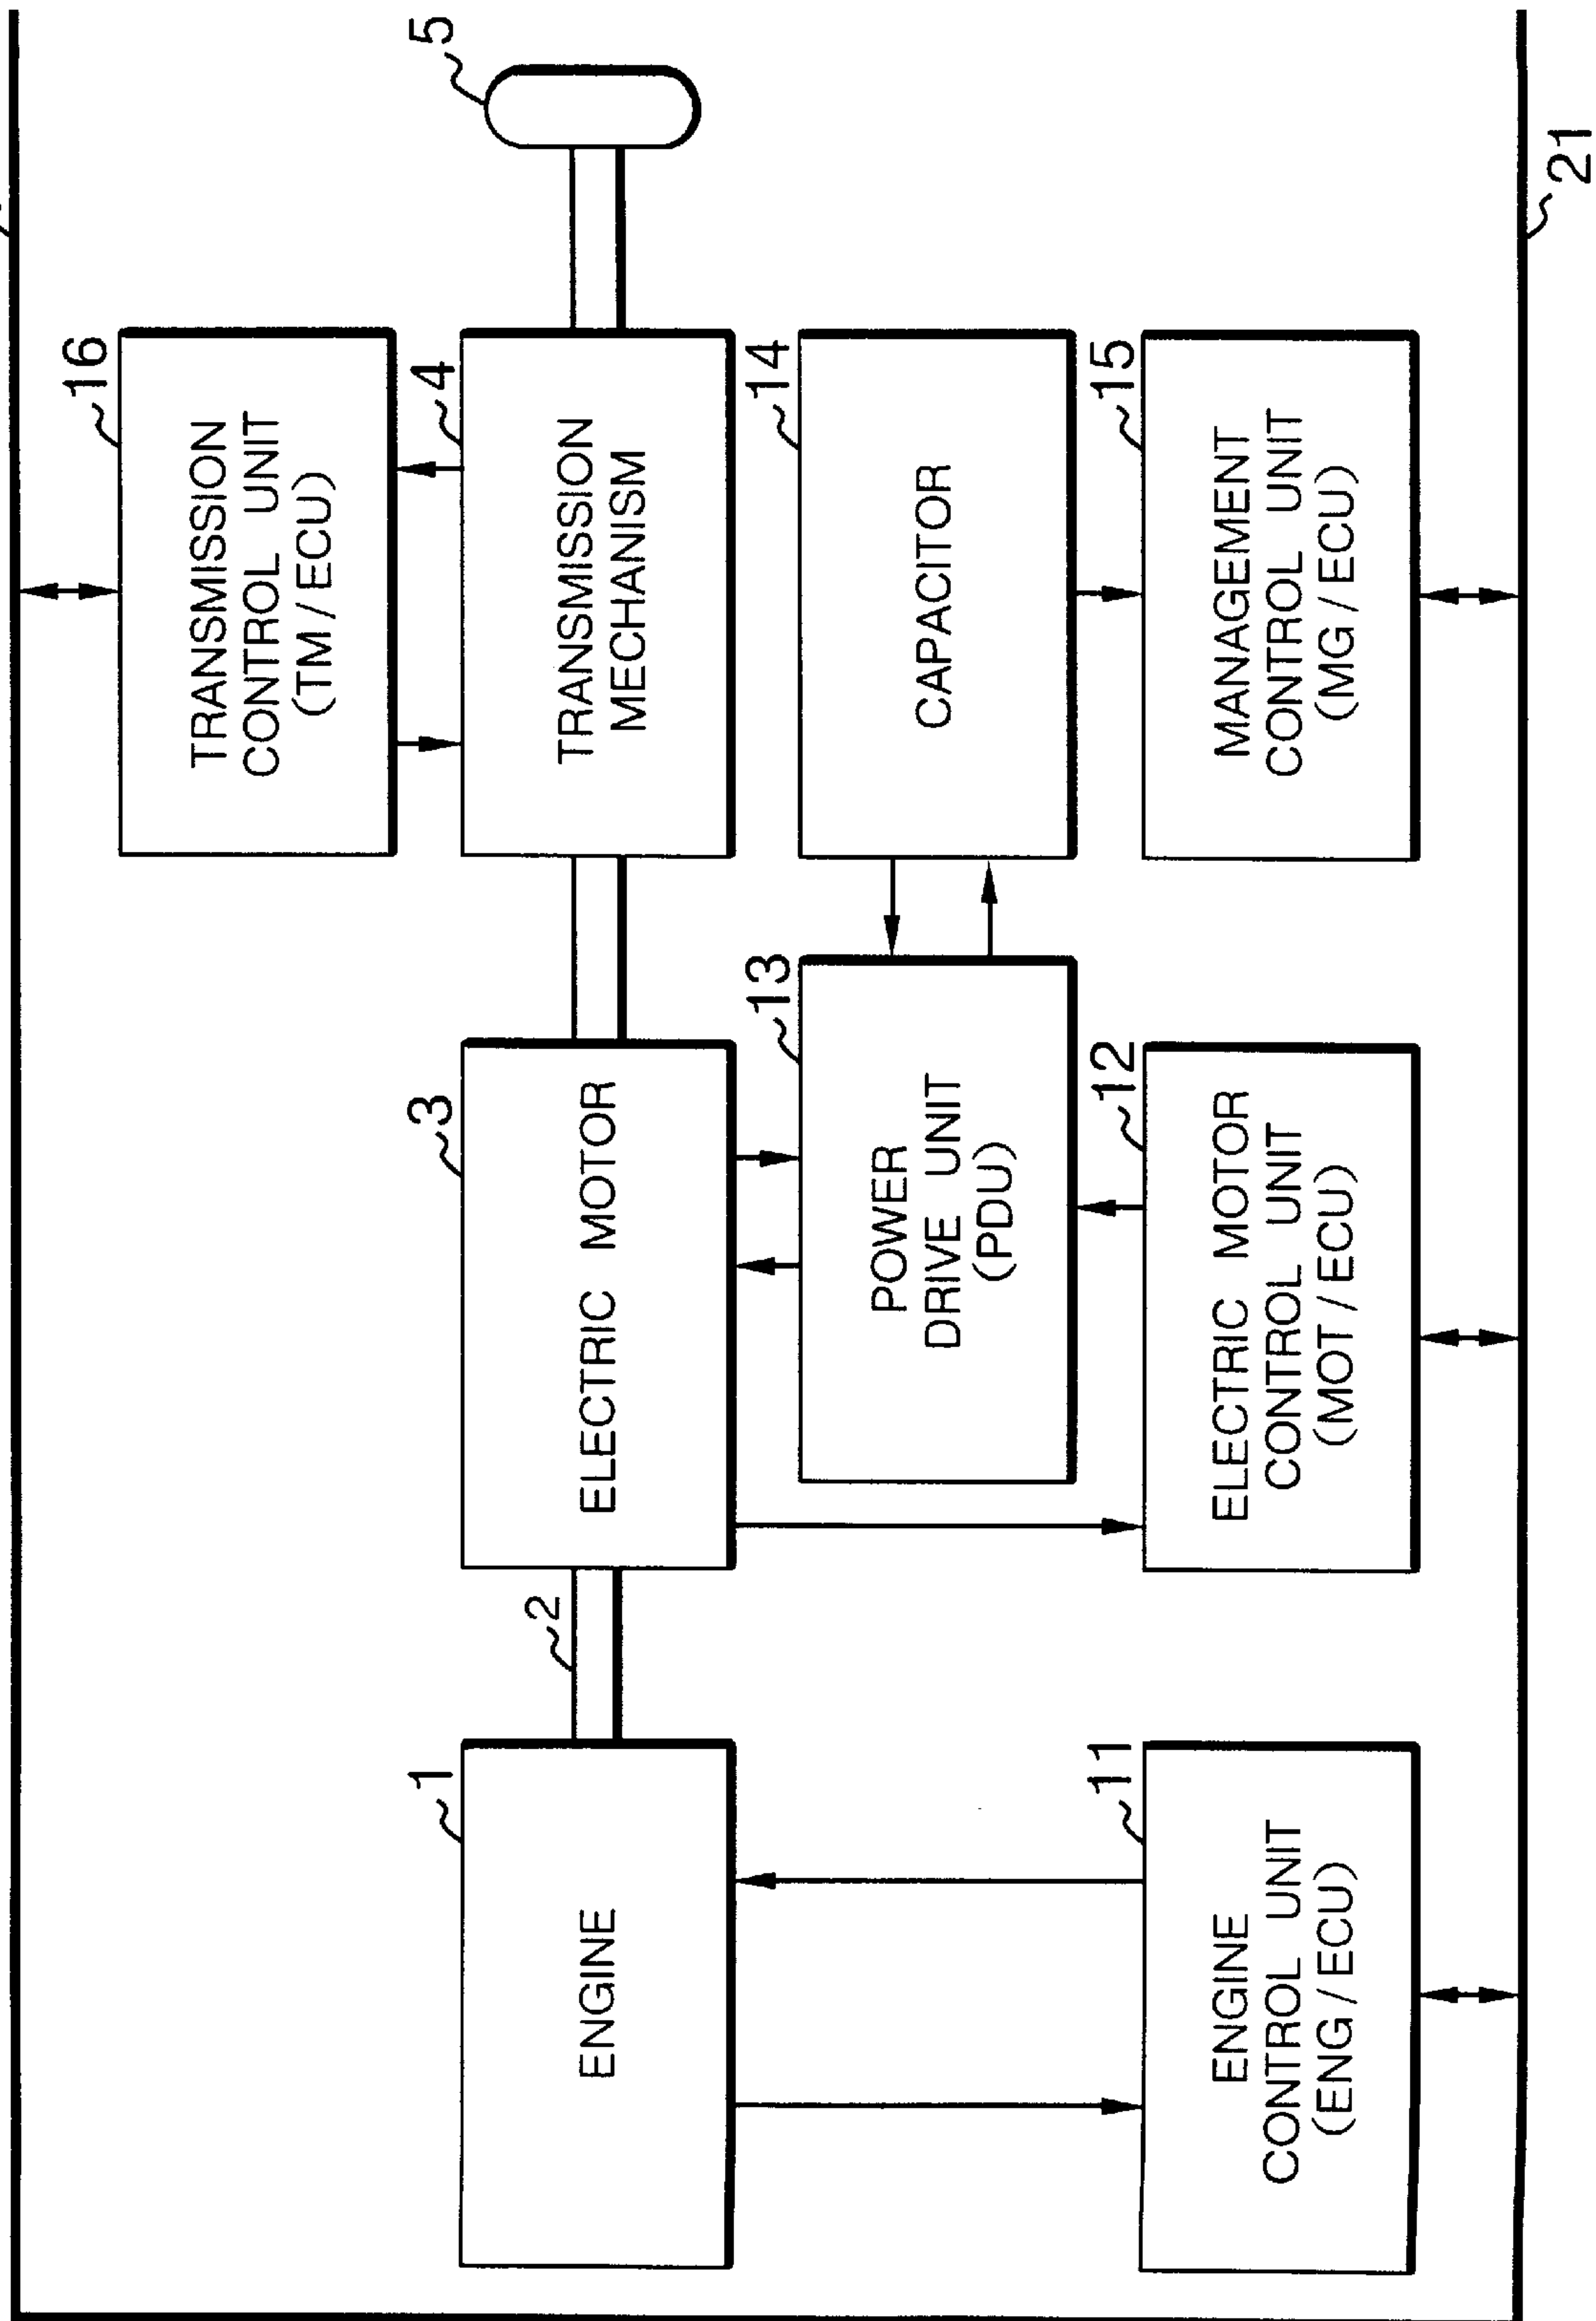 16
TRANSMISSION
CONTROL UNIT
(TM/ECU)
1
ENGINE
2
3
ELECTRIC MOTOR
4
TRANSMISSION
MECHANISM
5
13
POWER
DRIVE UNIT
(PDU)
14
CAPACITOR
11
ENGINE
CONTROL UNIT
(ENG/ECU)
12
ELECTRIC MOTOR
CONTROL UNIT
(MOT/ECU)
15
MANAGEMENT
CONTROL UNIT
(MG/ECU)
21